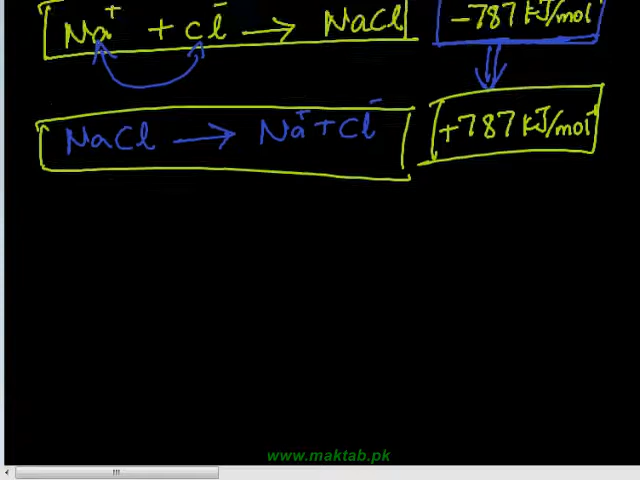 Na⁺ + Cl⁻ → NaCl -787 kJ/mol
NaCl → Na⁺ + Cl⁻ +787 kJ/mol
www.maktab.pk